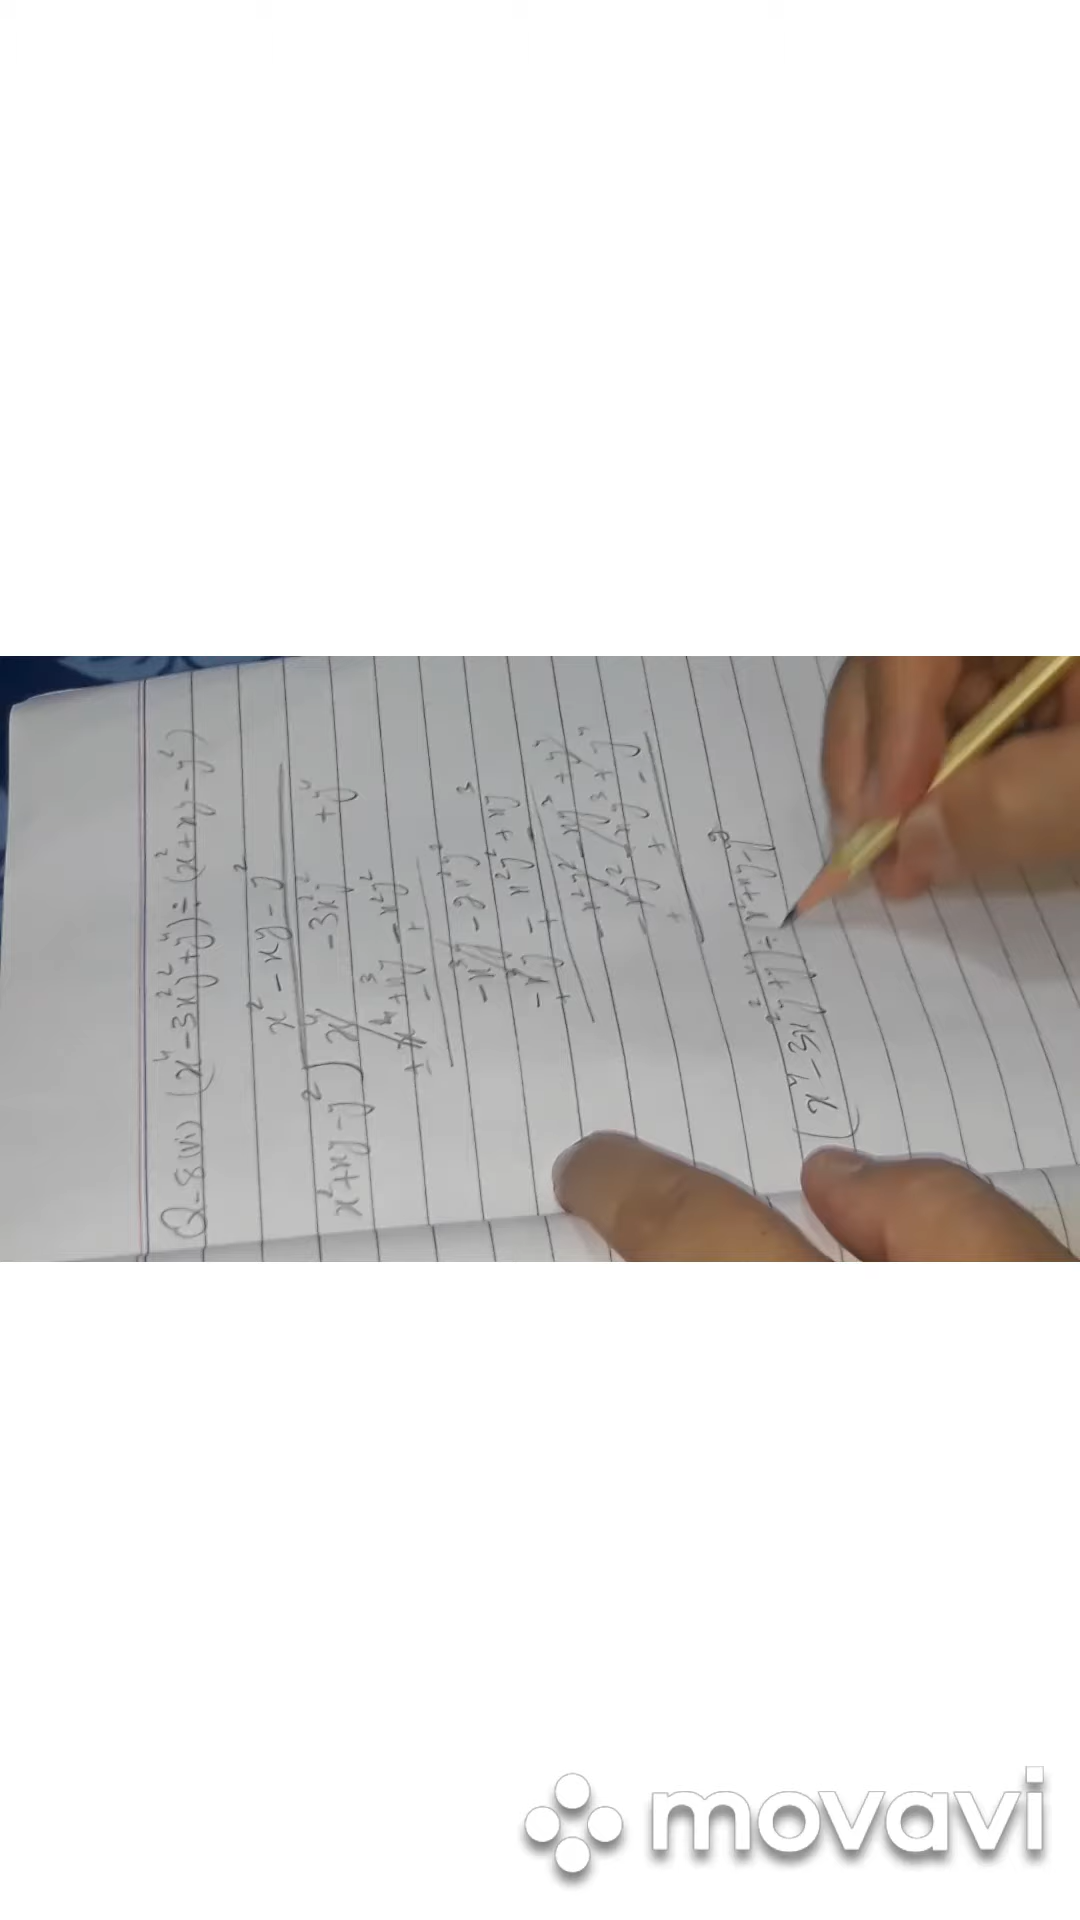 Q-8(vi) (x⁴-3x²y²+y⁴)÷(x²+xy-y²)
x²-xy-y²
x²+xy-y²) x⁴ -3x²y² +y⁴
±x⁴+x³y-x²y²
- +
-x³y-2x²y²
-x³y-x²y²+xy³
+ + -
-x²y²-xy³+y⁴
-x²y²-xy³+y⁴
+ + -
(x⁴-3x²y²+y⁴)÷(x²+xy-y
movavi